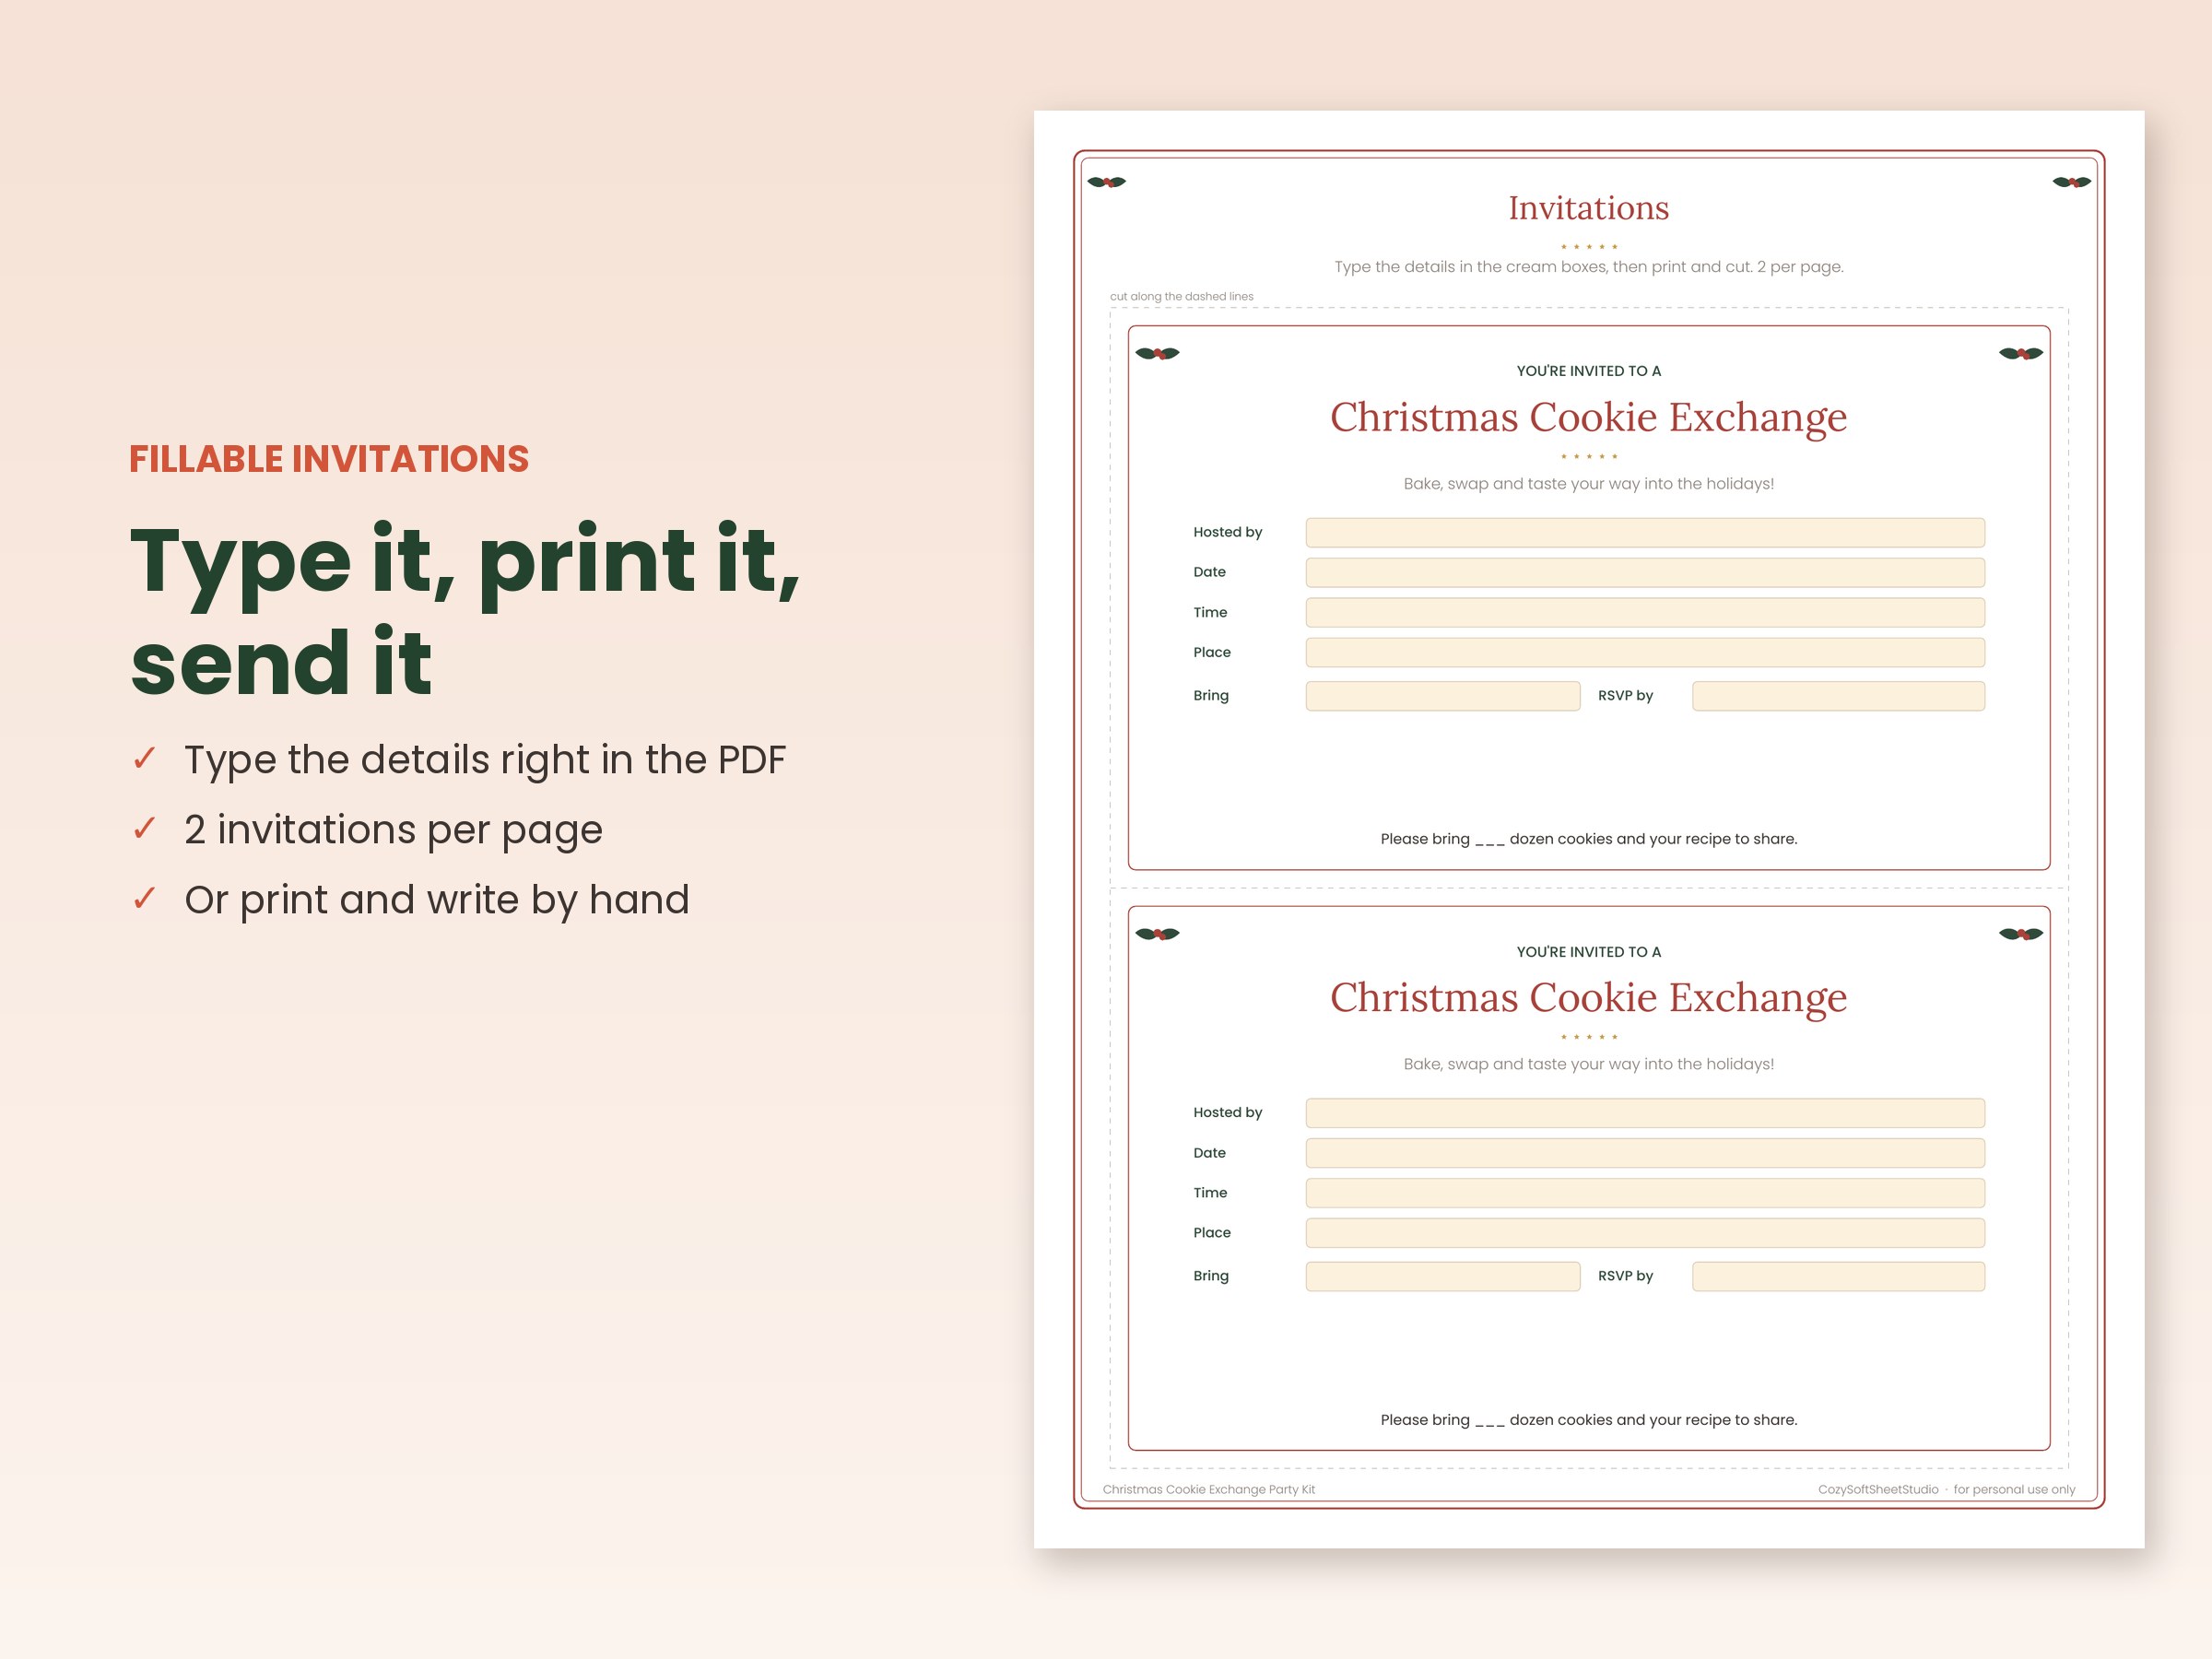 FILLABLE INVITATIONS
Type it, print it,
send it
✓ Type the details right in the PDF
✓ 2 invitations per page
✓ Or print and write by hand
Invitations
Type the details in the cream boxes, then print and cut. 2 per page.
cut along the dashed lines
YOU'RE INVITED TO A
Christmas Cookie Exchange
Bake, swap and taste your way into the holidays!
Hosted by
Date
Time
Place
Bring RSVP by
Please bring ___ dozen cookies and your recipe to share.
YOU'RE INVITED TO A
Christmas Cookie Exchange
Bake, swap and taste your way into the holidays!
Hosted by
Date
Time
Place
Bring RSVP by
Please bring ___ dozen cookies and your recipe to share.
Christmas Cookie Exchange Party Kit CozySoftSheetStudio · for personal use only